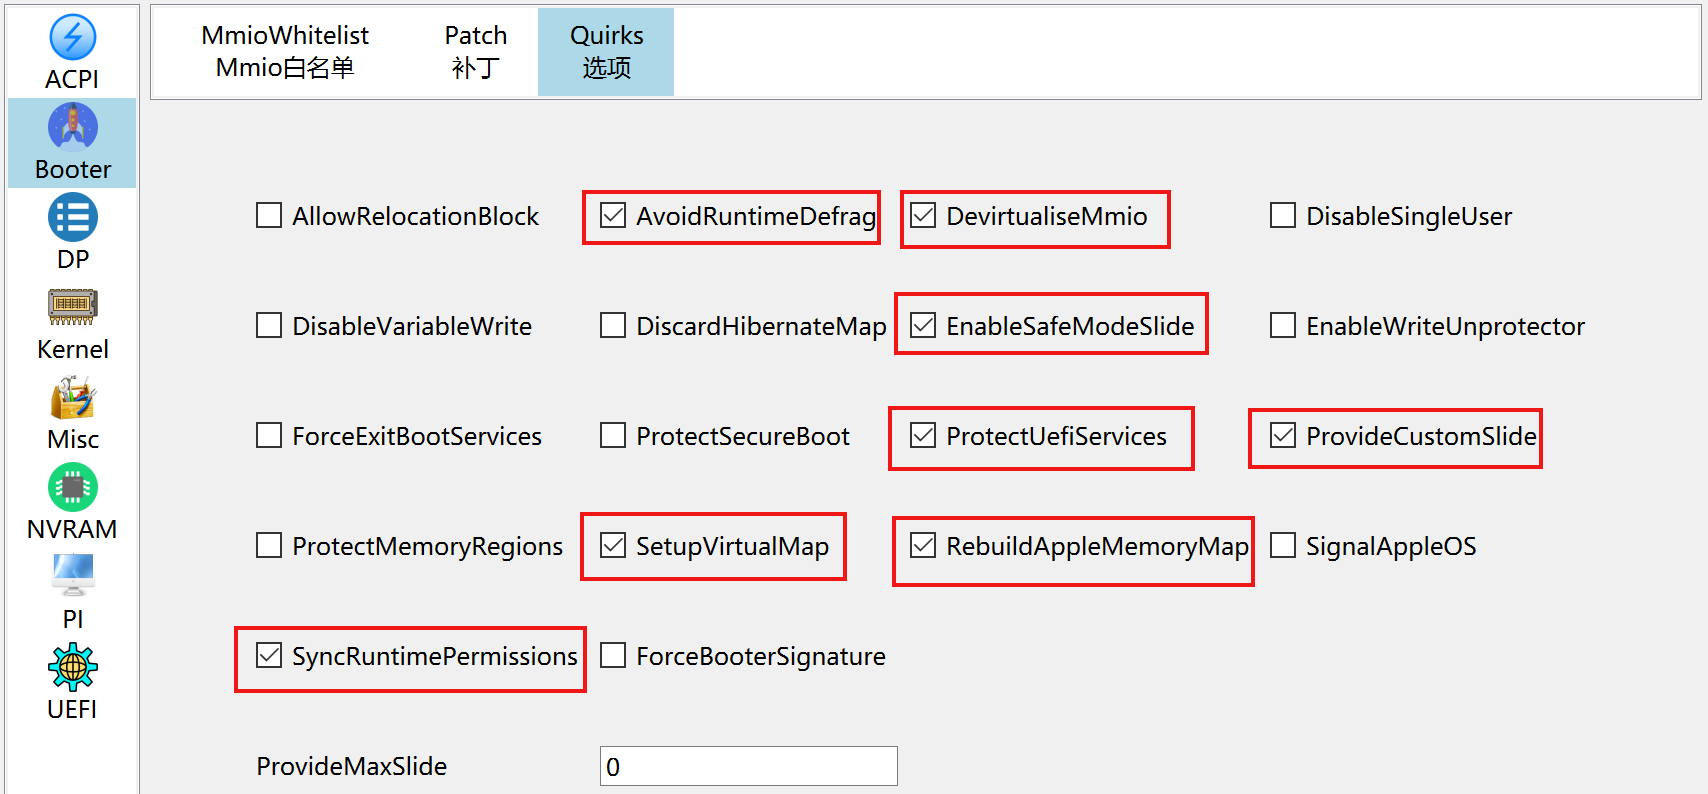 ACPI
Booter
DP
Kernel
Misc
NVRAM
PI
UEFI
MmioWhitelist
Mmio白名单
Patch
补丁
Quirks
选项
AllowRelocationBlock
AvoidRuntimeDefrag
DevirtualiseMmio
DisableSingleUser
DisableVariableWrite
DiscardHibernateMap
EnableSafeModeSlide
EnableWriteUnprotector
ForceExitBootServices
ProtectSecureBoot
ProtectUefiServices
ProvideCustomSlide
ProtectMemoryRegions
SetupVirtualMap
RebuildAppleMemoryMap
SignalAppleOS
SyncRuntimePermissions
ForceBooterSignature
ProvideMaxSlide
0